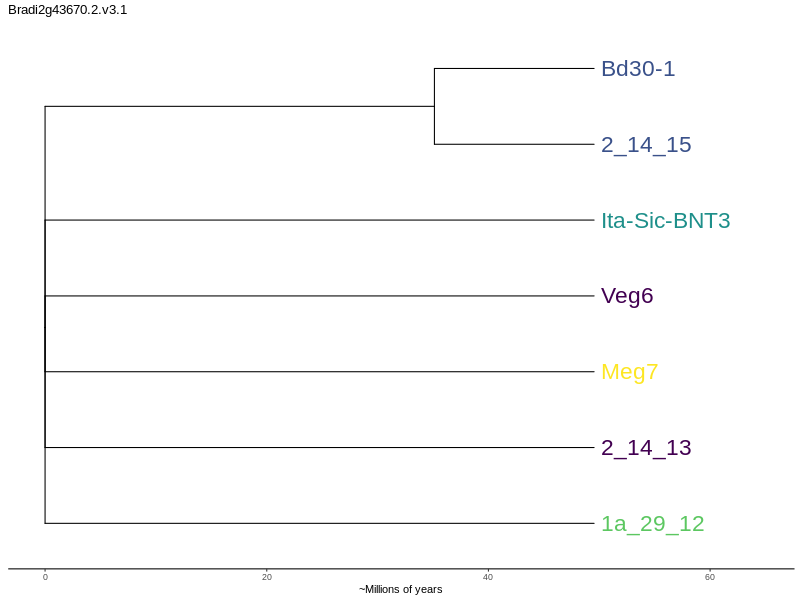 Bradi2g43670.2.v3.1
Bd30-1
2_14_15
Ita-Sic-BNT3
Veg6
Meg7
2_14_13
1a_29_12
0 20 40 60
~Millions of years